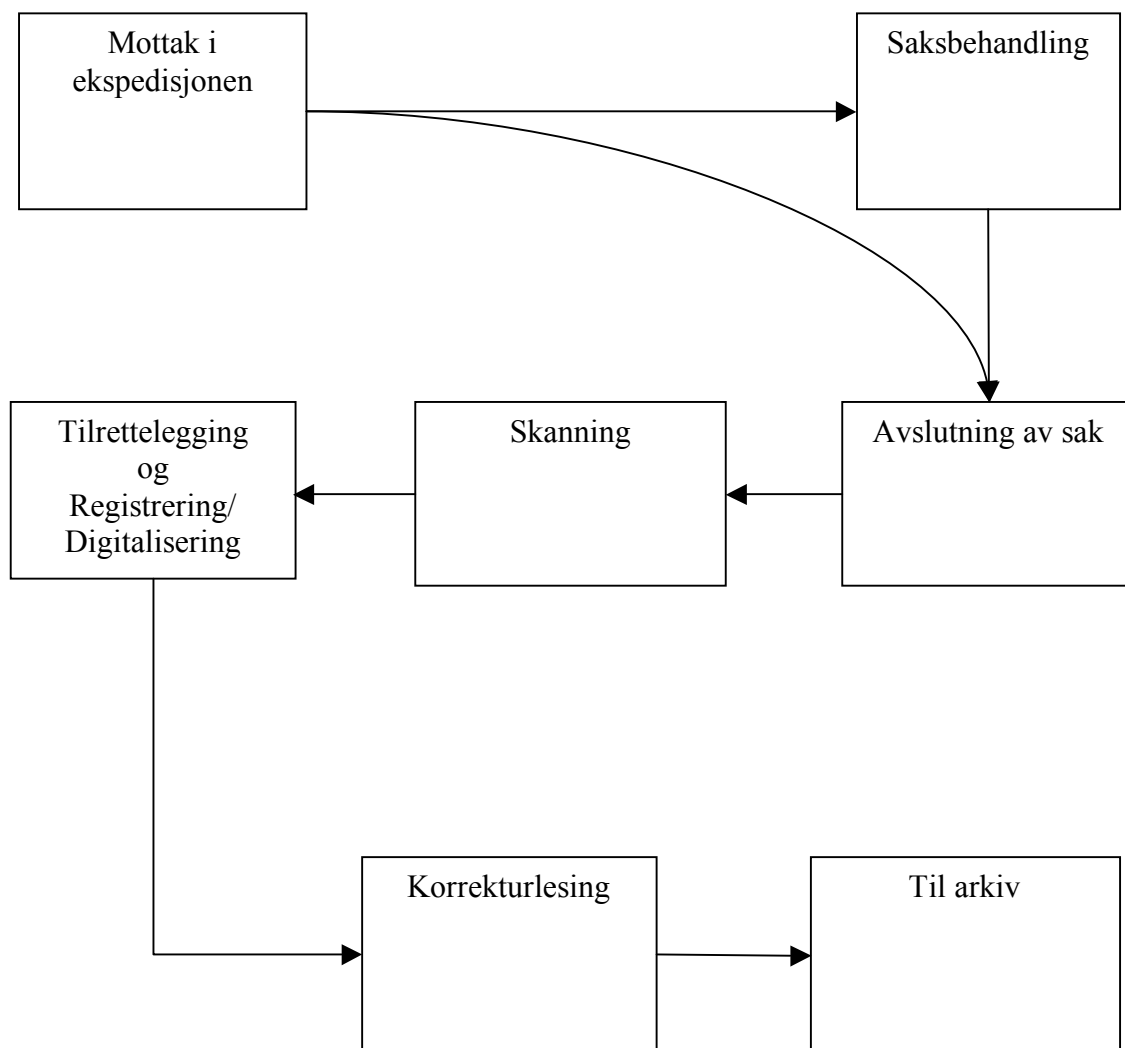 Mottak i
ekspedisjonen
Saksbehandling
Tilrettelegging
og
Registrering/
Digitalisering
Skanning
Avslutning av sak
Korrekturlesing
Til arkiv